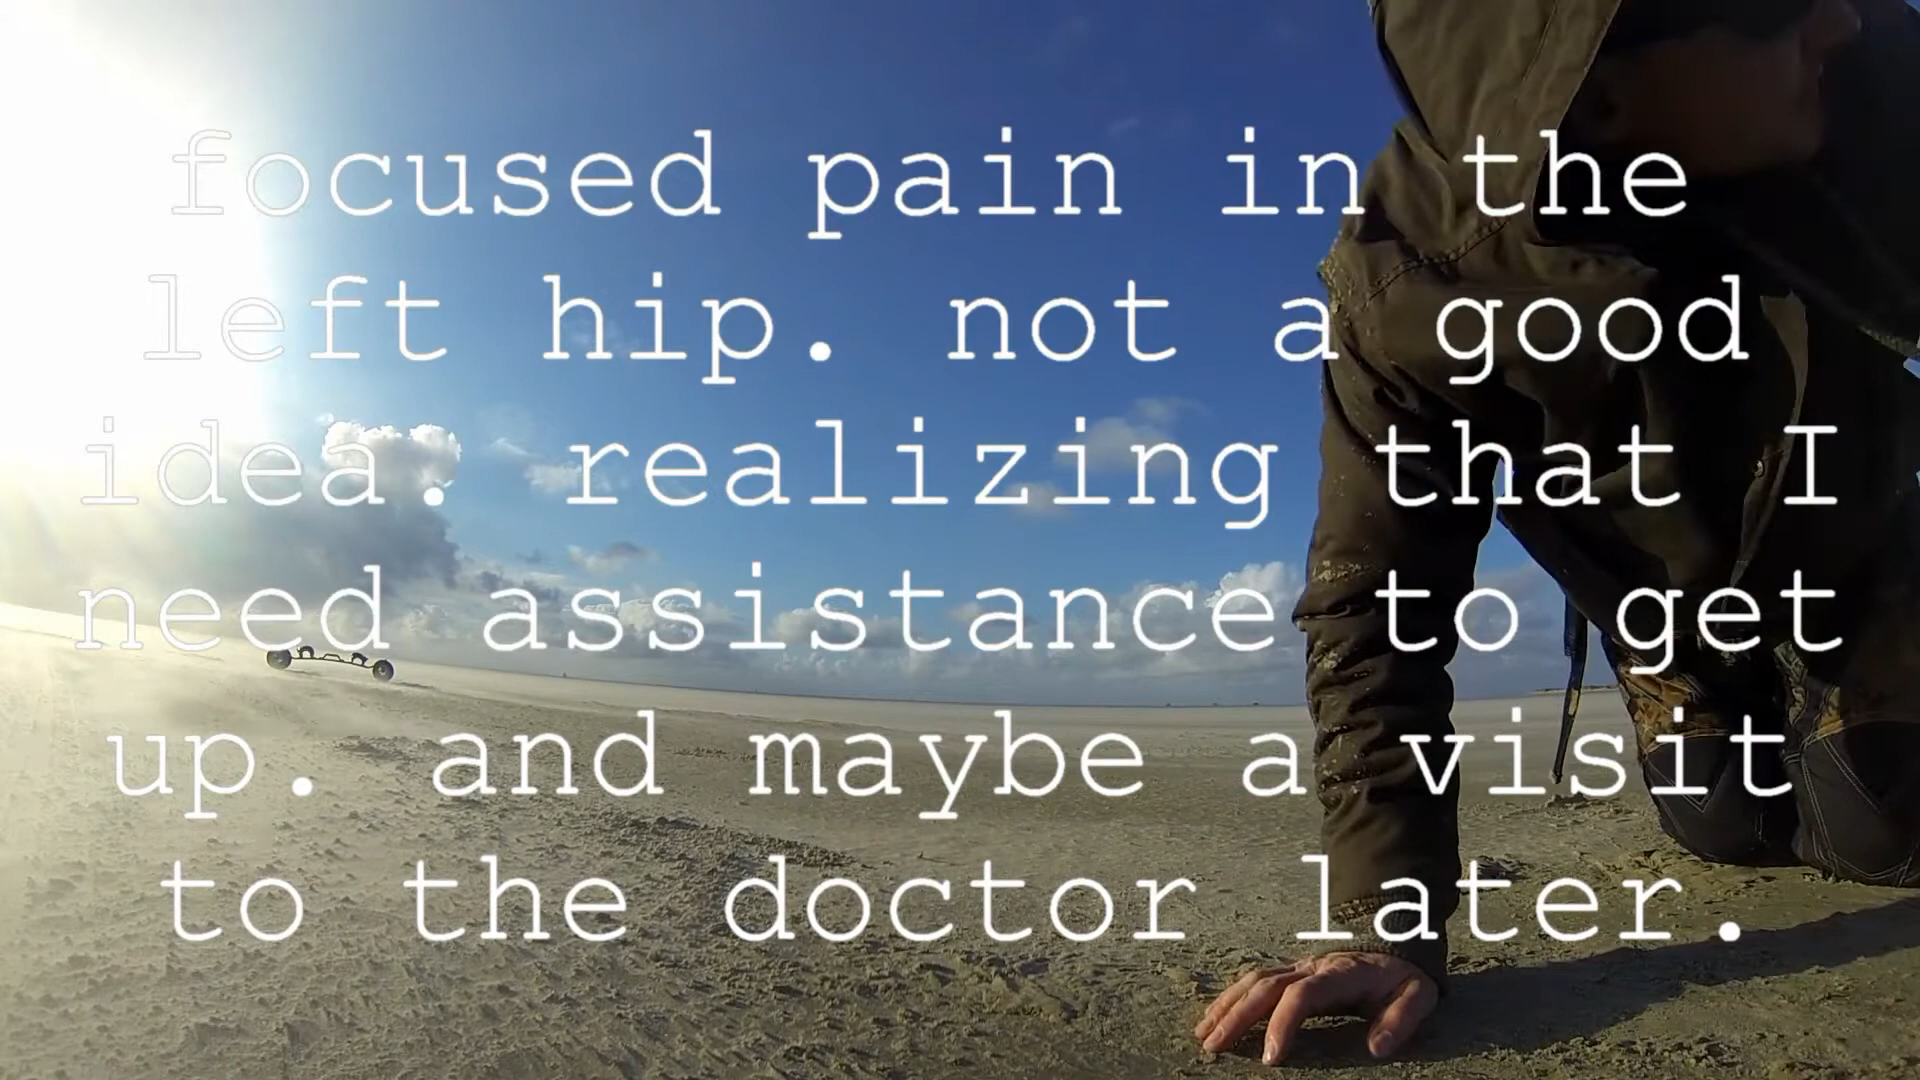 focused pain in the
left hip. not a good
idea. realizing that I
need assistance to get
up. and maybe a visit
to the doctor later.